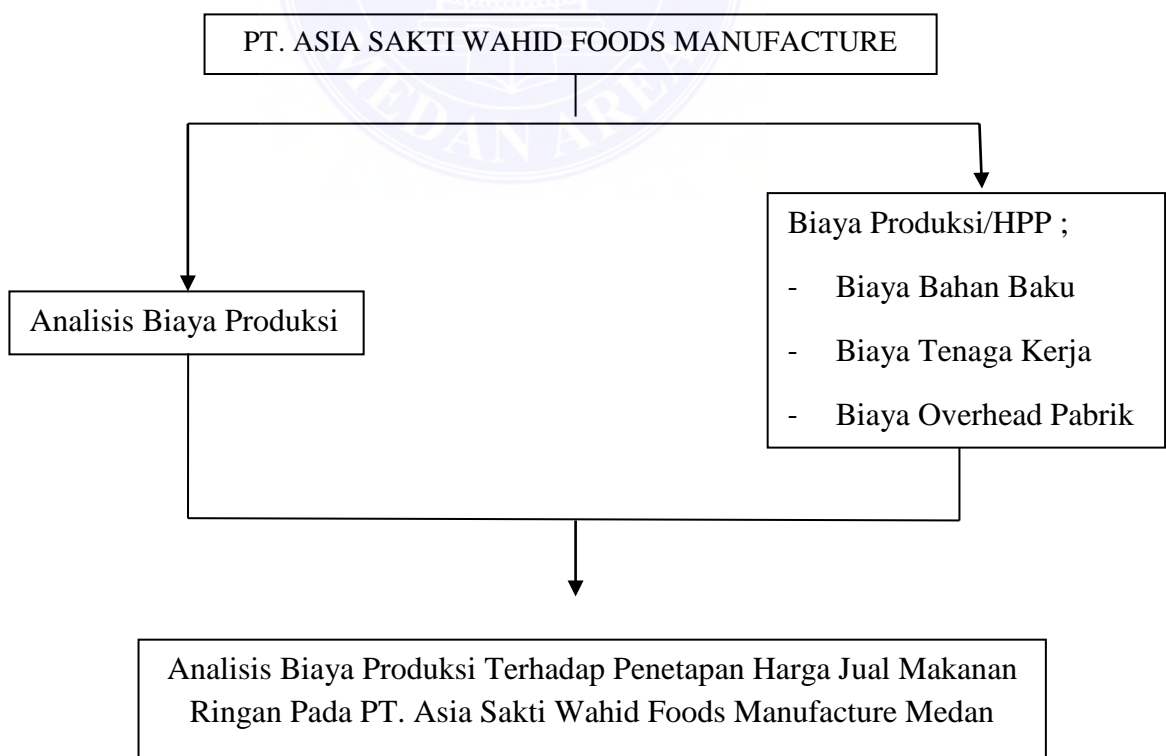 PT. ASIA SAKTI WAHID FOODS MANUFACTURE
MEDAN AREA
Biaya Produksi/HPP ;
- Biaya Bahan Baku
Analisis Biaya Produksi
- Biaya Tenaga Kerja
- Biaya Overhead Pabrik
Analisis Biaya Produksi Terhadap Penetapan Harga Jual Makanan
Ringan Pada PT. Asia Sakti Wahid Foods Manufacture Medan